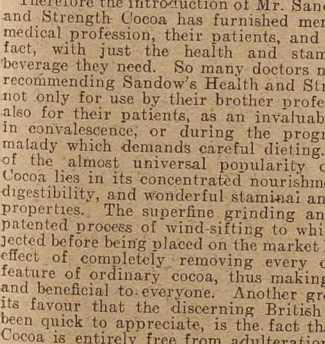 Therefore the introduction of Mr. San
and Strength Cocoa has furnished me
medical profession, their patients, and
fact, with just the health and stam
beverage they need. So many doctors n
recommending Sandow's Health and Str
not only for use by their brother profe
also for their patients, as an invaluab
in convalescence, or during the progr
malady which demands careful dieting.
of the almost universal popularity o
Cocoa lies in its concentrated nourishm
digestibility, and wonderful staminal an
properties. The superfine grinding an
patented process of wind-sifting to whi
jected before being placed on the market
effect of completely removing every o
feature of ordinary cocoa, thus making
and beneficial to everyone. Another gr
its favour that the discerning British
been quick to appreciate, is the fact th
Cocoa is entirely free from adulteration